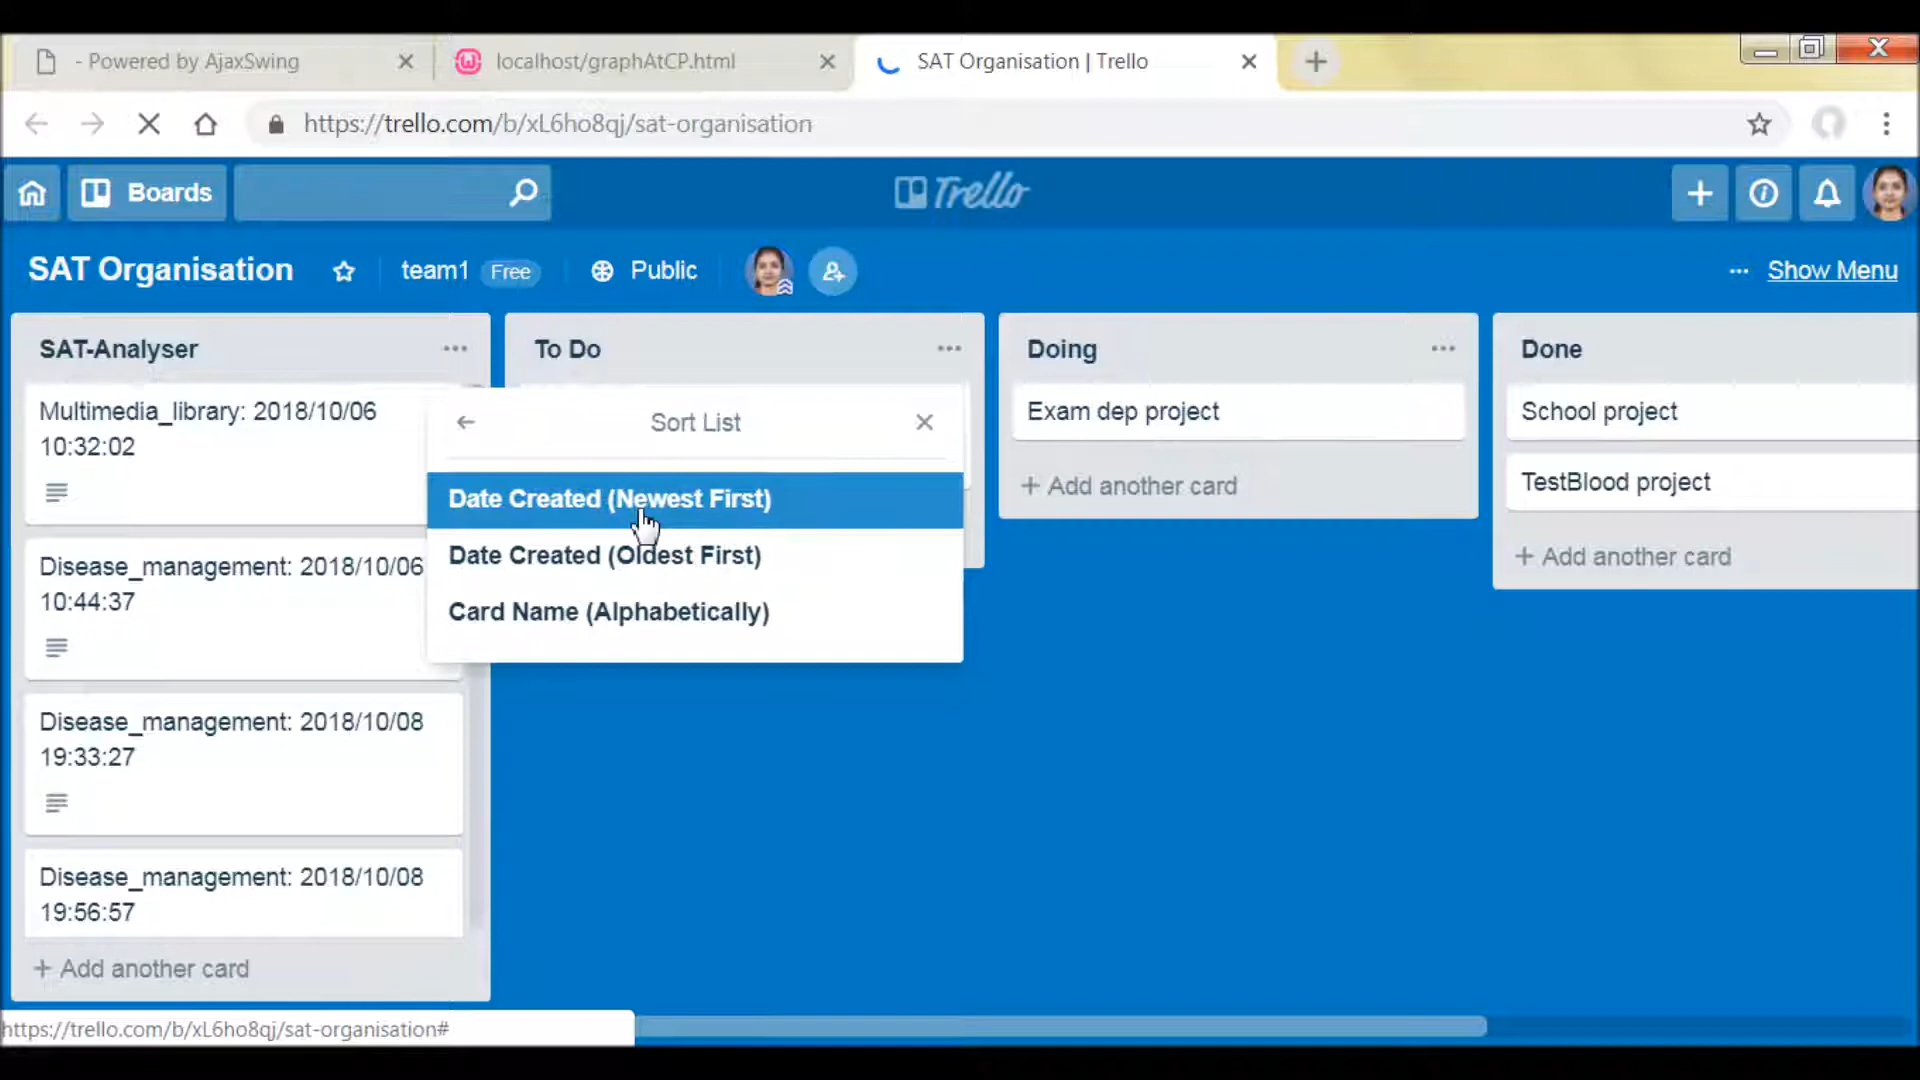 - Powered by AjaxSwing
localhost/graphAtCP.html
SAT Organisation | Trello
https://trello.com/b/xL6ho8qj/sat-organisation
Boards
Trello
SAT Organisation
team1 Free
Public
Show Menu
SAT-Analyser
Multimedia_library: 2018/10/06
10:32:02
Disease_management: 2018/10/06
10:44:37
Disease_management: 2018/10/08
19:33:27
Disease_management: 2018/10/08
19:56:57
+ Add another card
To Do
Sort List
Date Created (Newest First)
Date Created (Oldest First)
Card Name (Alphabetically)
Doing
Exam dep project
+ Add another card
Done
School project
TestBlood project
+ Add another card
https://trello.com/b/xL6ho8qj/sat-organisation#